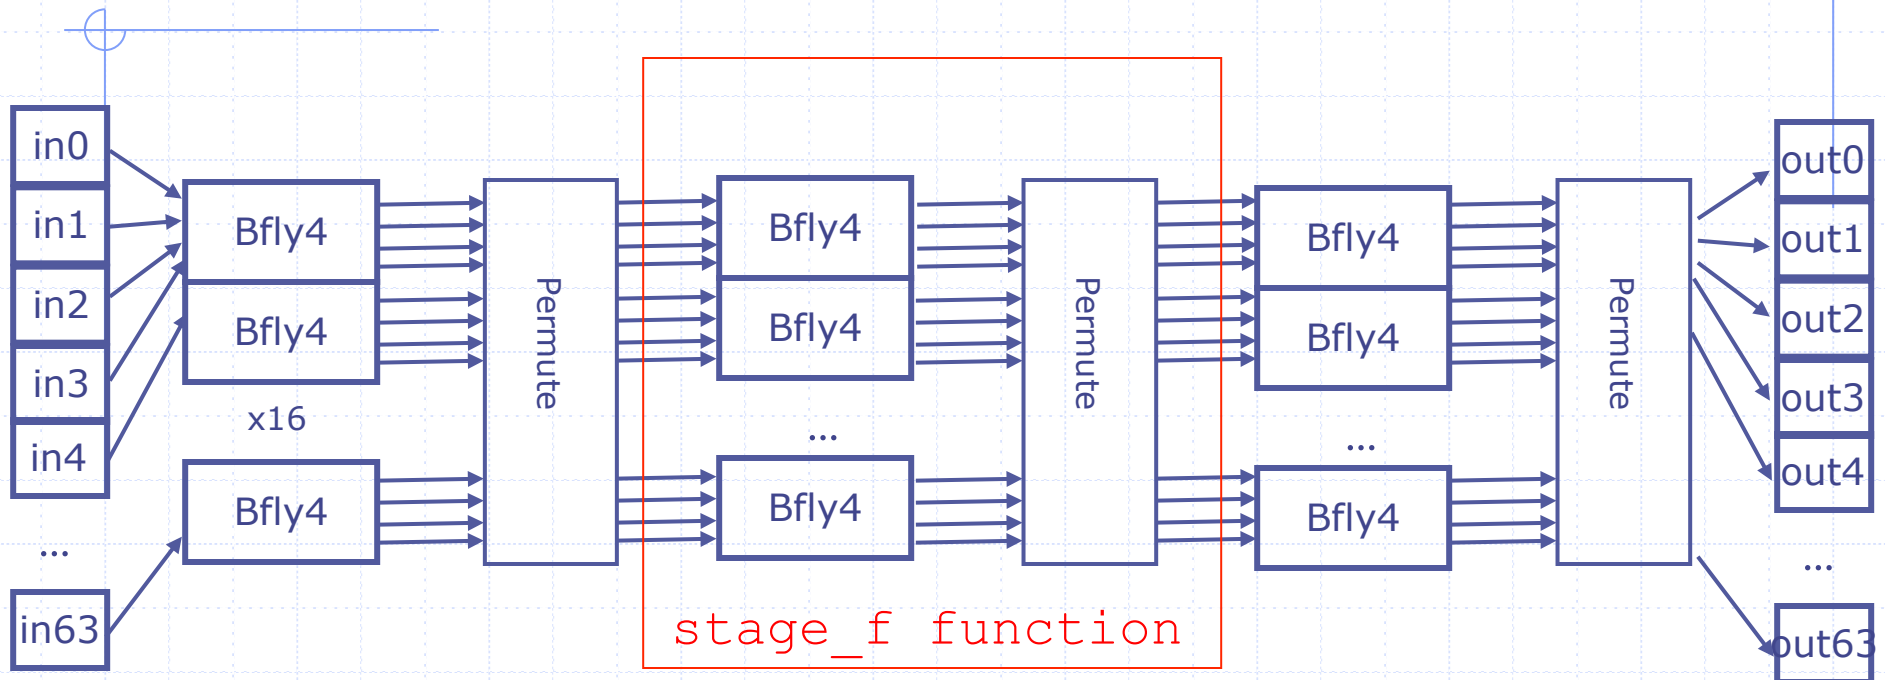 in0
in1
in2
in3
in4
...
in63
Bfly4
Bfly4
x16
Bfly4
Permute
Bfly4
Bfly4
...
Bfly4
Permute
stage_f function
Bfly4
Bfly4
...
Bfly4
Permute
out0
out1
out2
out3
out4
...
out63